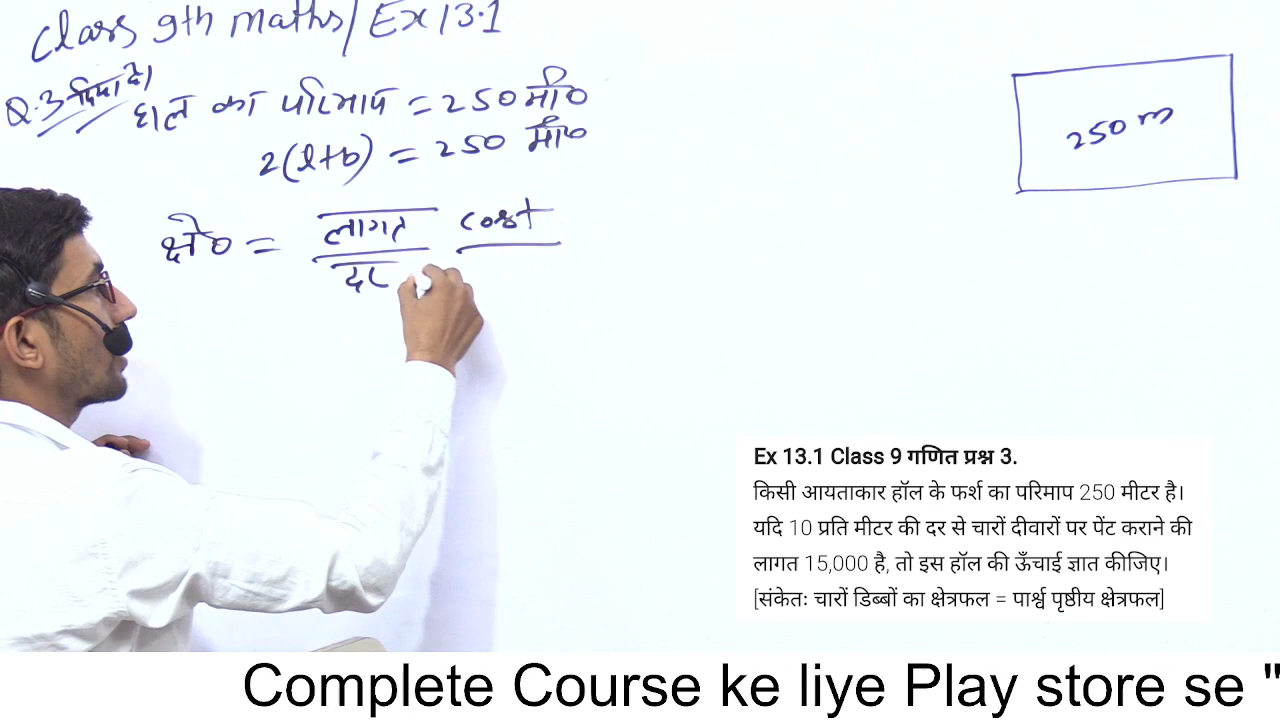 Class 9th maths/Ex 13.1
Q.3 दिया है।
हाल का परिमाप = 250 मी०
2(l+b) = 250 मी०
क्षे० = लागत cost
दर
250 m
Ex 13.1 Class 9 गणित प्रश्न 3.
किसी आयताकार हॉल के फर्श का परिमाप 250 मीटर है।
यदि 10 प्रति मीटर की दर से चारों दीवारों पर पेंट कराने की
लागत 15,000 है, तो इस हॉल की ऊँचाई ज्ञात कीजिए।
[संकेतः चारों डिब्बों का क्षेत्रफल = पार्श्व पृष्ठीय क्षेत्रफल]
Complete Course ke liye Play store se "